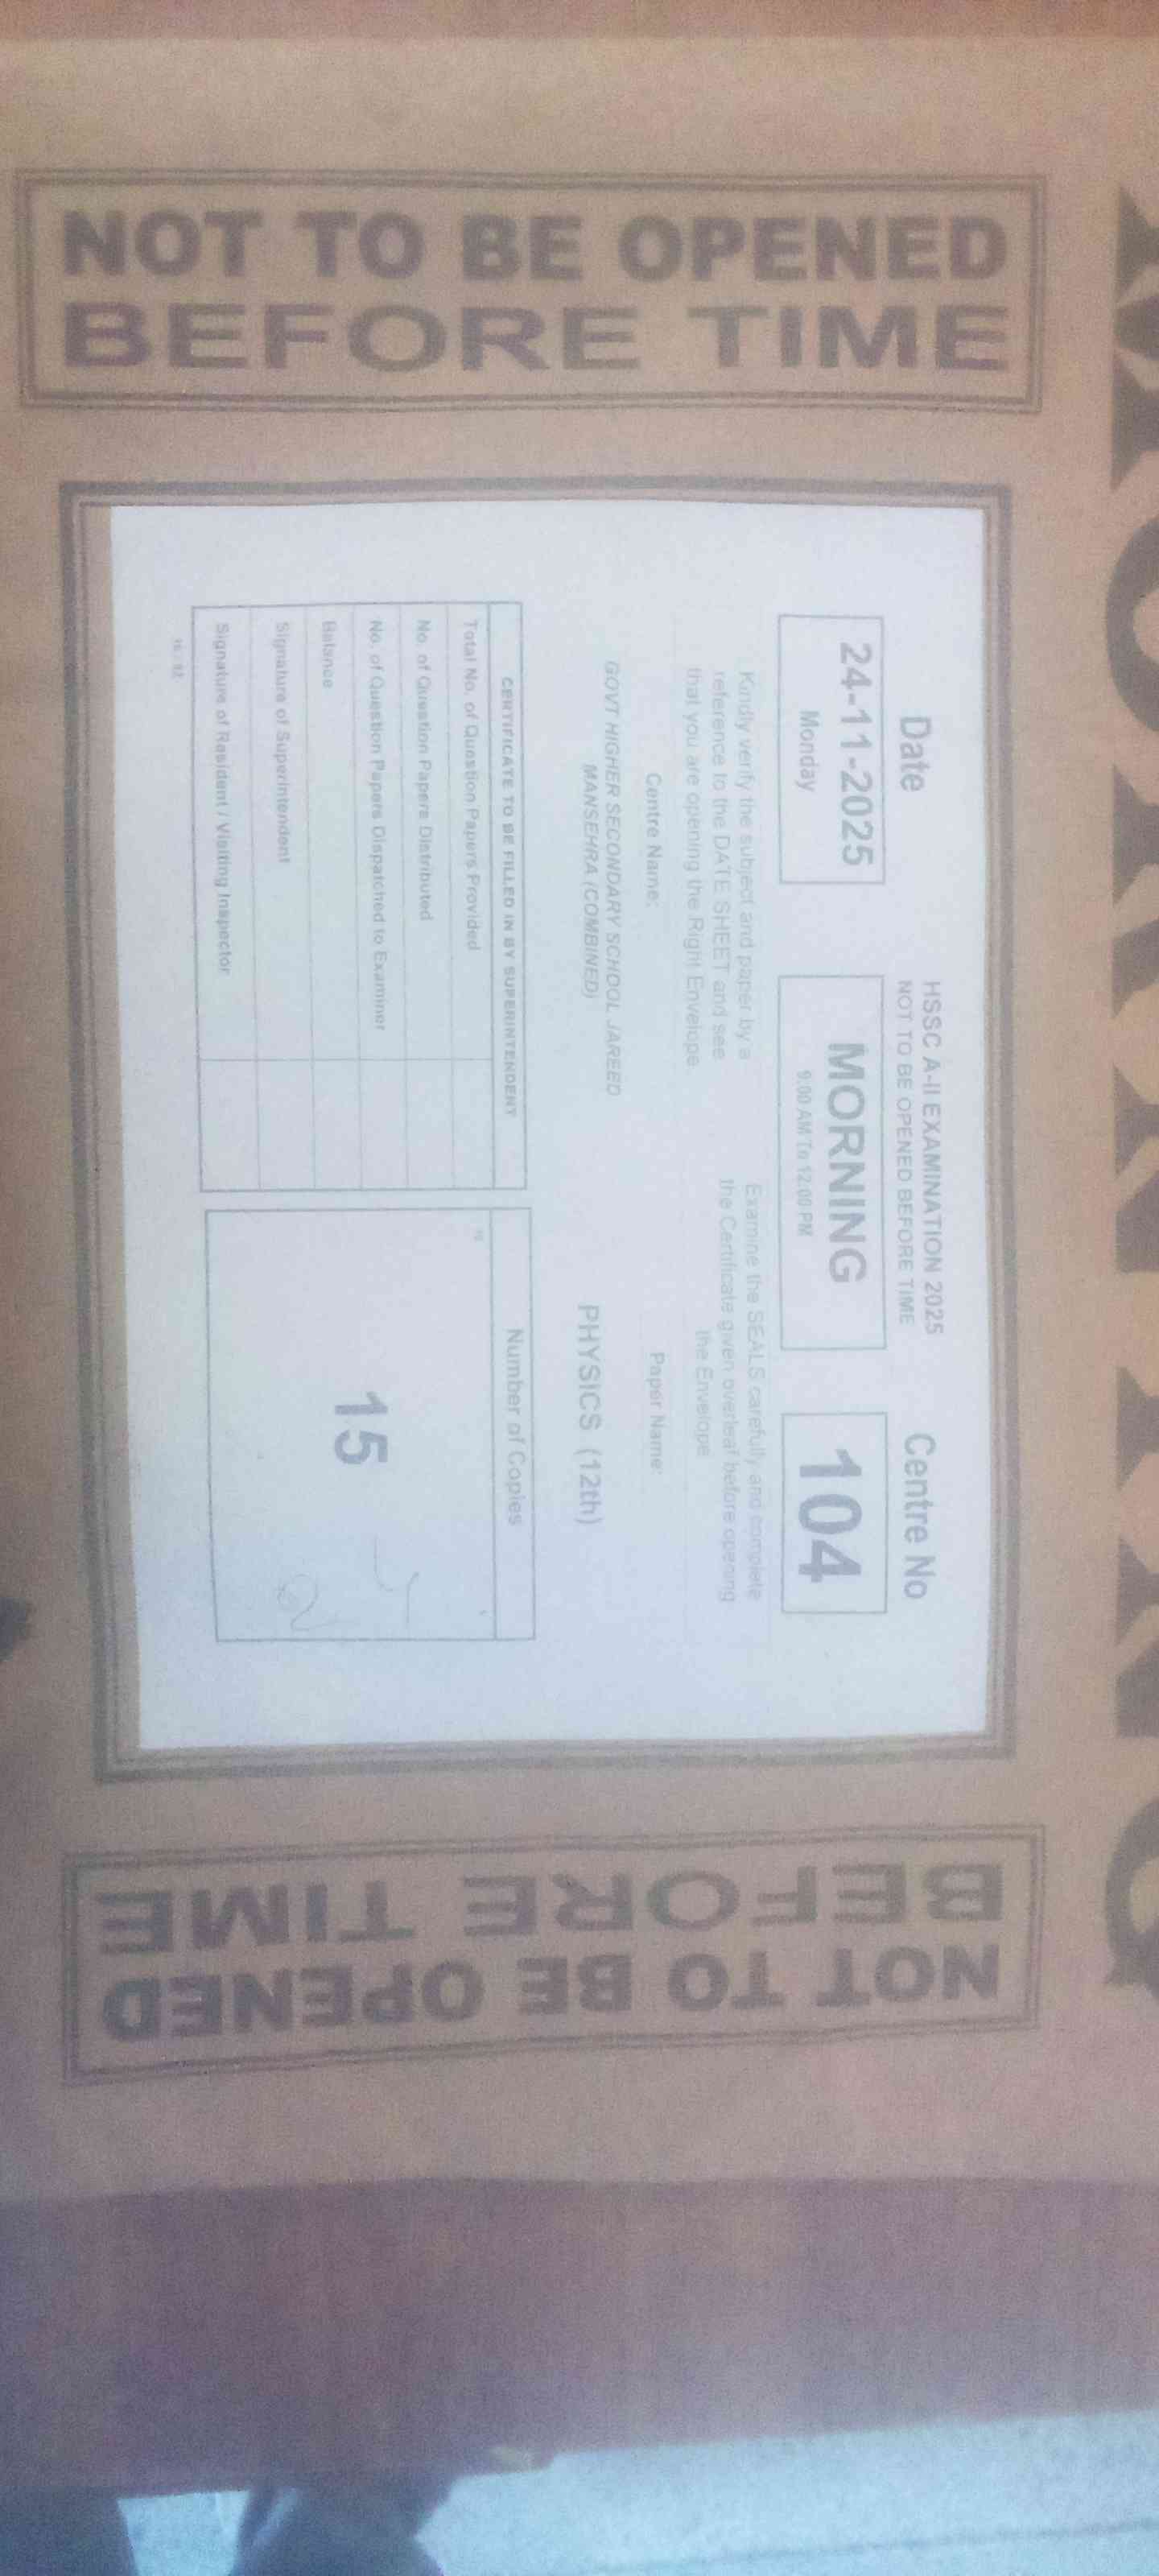 NOT TO BE OPENED
BEFORE TIME
MORNING
HSSC A-II EXAMINATION 2025
NOT TO BE OPENED BEFORE TIME
Date
Centre No
24-11-2025
Monday
MORNING
9:00 AM To 12:00 PM
104
Kindly verify the subject and paper by a
reference to the DATE SHEET and see
that you are opening the Right Envelope
Examine the SEALS carefully and complete
the Certificate given overleaf before opening
the Envelope
Centre Name:
Paper Name:
GOVT HIGHER SECONDARY SCHOOL JAREED
MANSEHRA (COMBINED)
PHYSICS (12th)
CERTIFICATE TO BE FILLED IN BY SUPERINTENDENT
Total No. of Question Papers Provided
No. of Question Papers Distributed
No. of Question Papers Dispatched to Examiner
Balance
Signature of Superintendent
Signature of Resident / Visiting Inspector
Number of Copies
15
NOT TO BE OPENED
BEFORE TIME